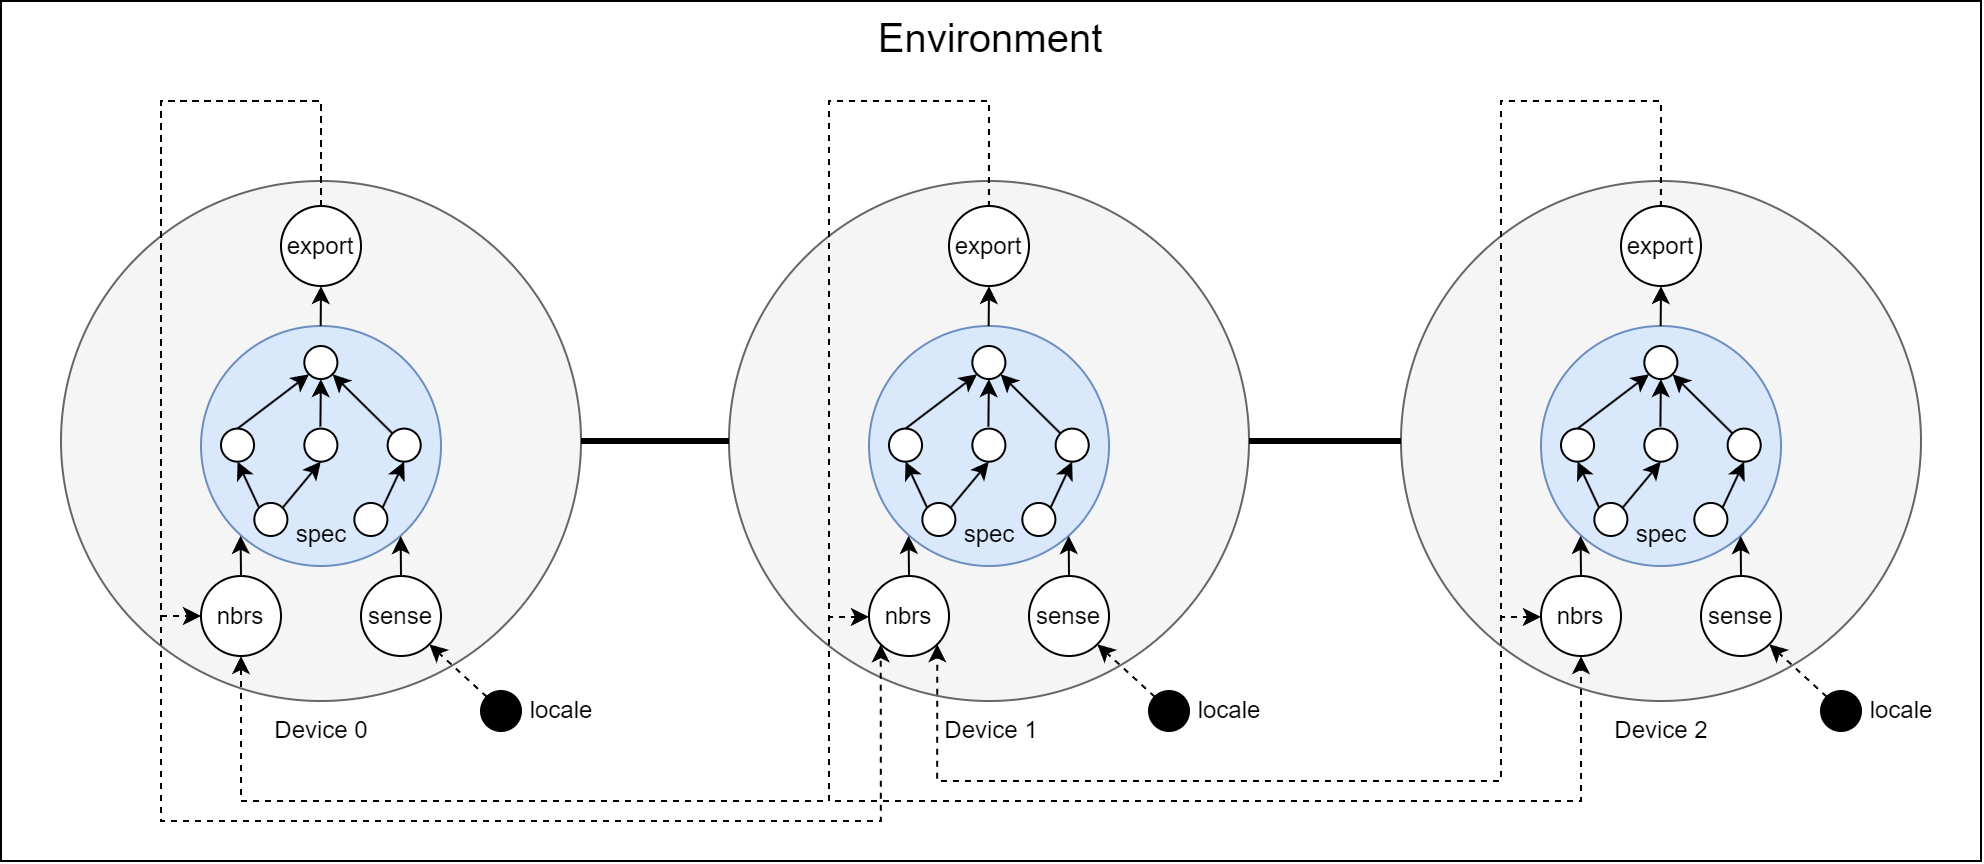 Environment
export
export
export
spec
spec
spec
nbrs
sense
nbrs
sense
nbrs
sense
locale
locale
locale
Device 0
Device 1
Device 2